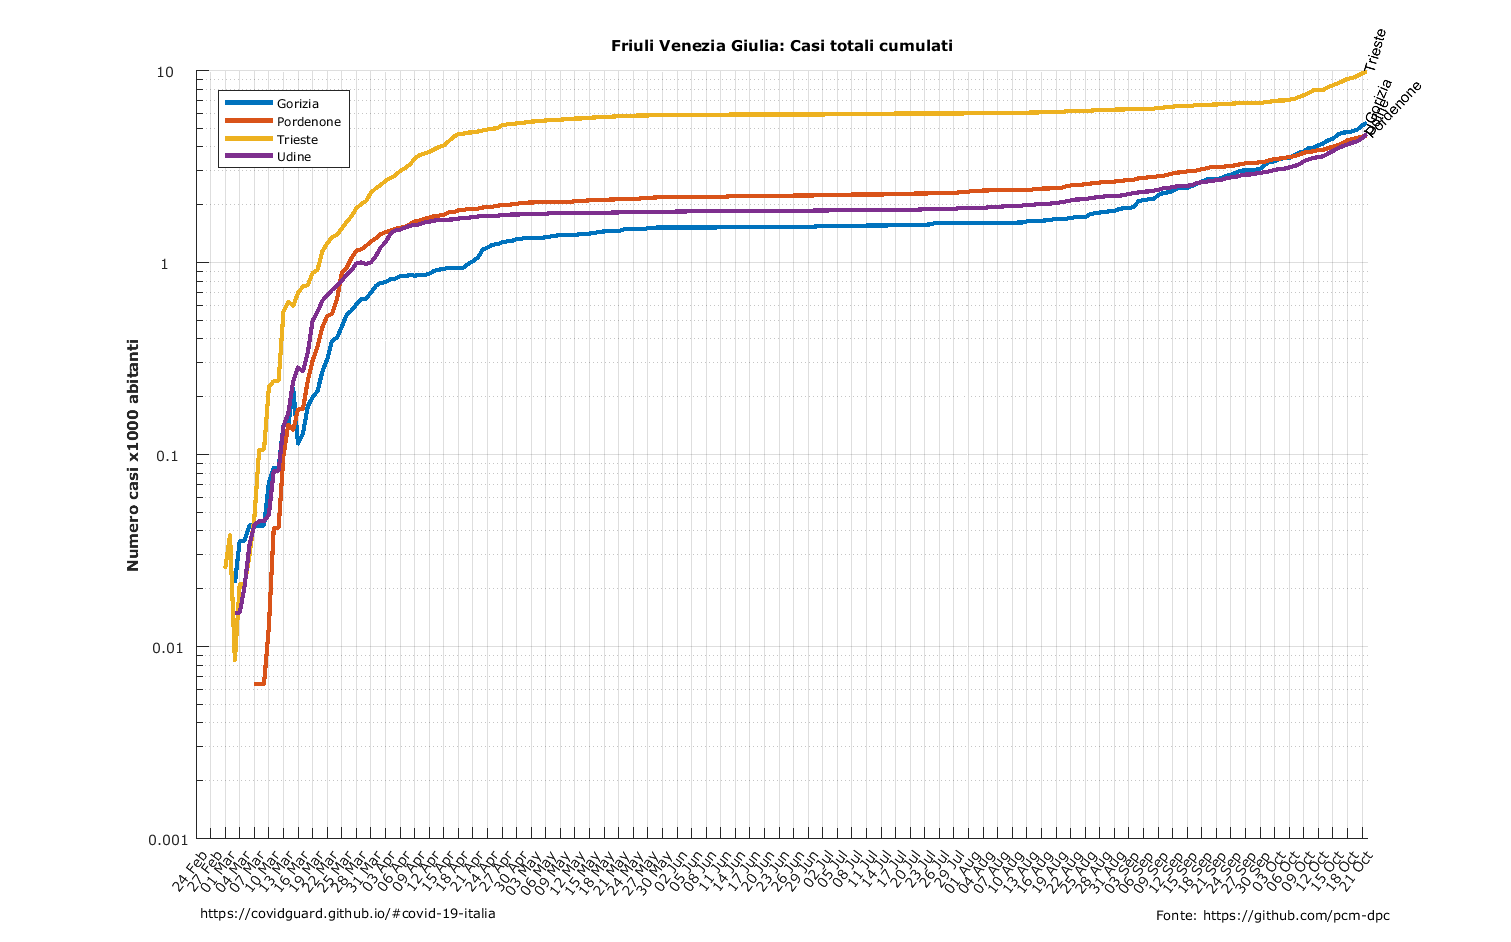 Friuli Venezia Giulia: Casi totali cumulati
Trieste
Gorizia
Udine
Pordenone
Gorizia
Pordenone
Trieste
Udine
Numero casi x1000 abitanti
10
1
0.1
0.01
0.001
24 Feb
27 Feb
01 Mar
04 Mar
07 Mar
10 Mar
13 Mar
16 Mar
19 Mar
22 Mar
25 Mar
28 Mar
31 Mar
03 Apr
06 Apr
09 Apr
12 Apr
15 Apr
18 Apr
21 Apr
24 Apr
27 Apr
30 Apr
03 May
06 May
09 May
12 May
15 May
18 May
21 May
24 May
27 May
30 May
02 Jun
05 Jun
08 Jun
11 Jun
14 Jun
17 Jun
20 Jun
23 Jun
26 Jun
29 Jun
02 Jul
05 Jul
08 Jul
11 Jul
14 Jul
17 Jul
20 Jul
23 Jul
26 Jul
29 Jul
01 Aug
04 Aug
07 Aug
10 Aug
13 Aug
16 Aug
19 Aug
22 Aug
25 Aug
28 Aug
31 Aug
03 Sep
06 Sep
09 Sep
12 Sep
15 Sep
18 Sep
21 Sep
24 Sep
27 Sep
30 Sep
03 Oct
06 Oct
09 Oct
12 Oct
15 Oct
18 Oct
21 Oct
https://covidguard.github.io/#covid-19-italia
Fonte: https://github.com/pcm-dpc